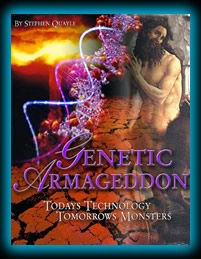 BY STEPHEN QUAYLE
GENETIC
ARMAGEDDON
TODAYS TECHNOLOGY
TOMORROWS MONSTERS